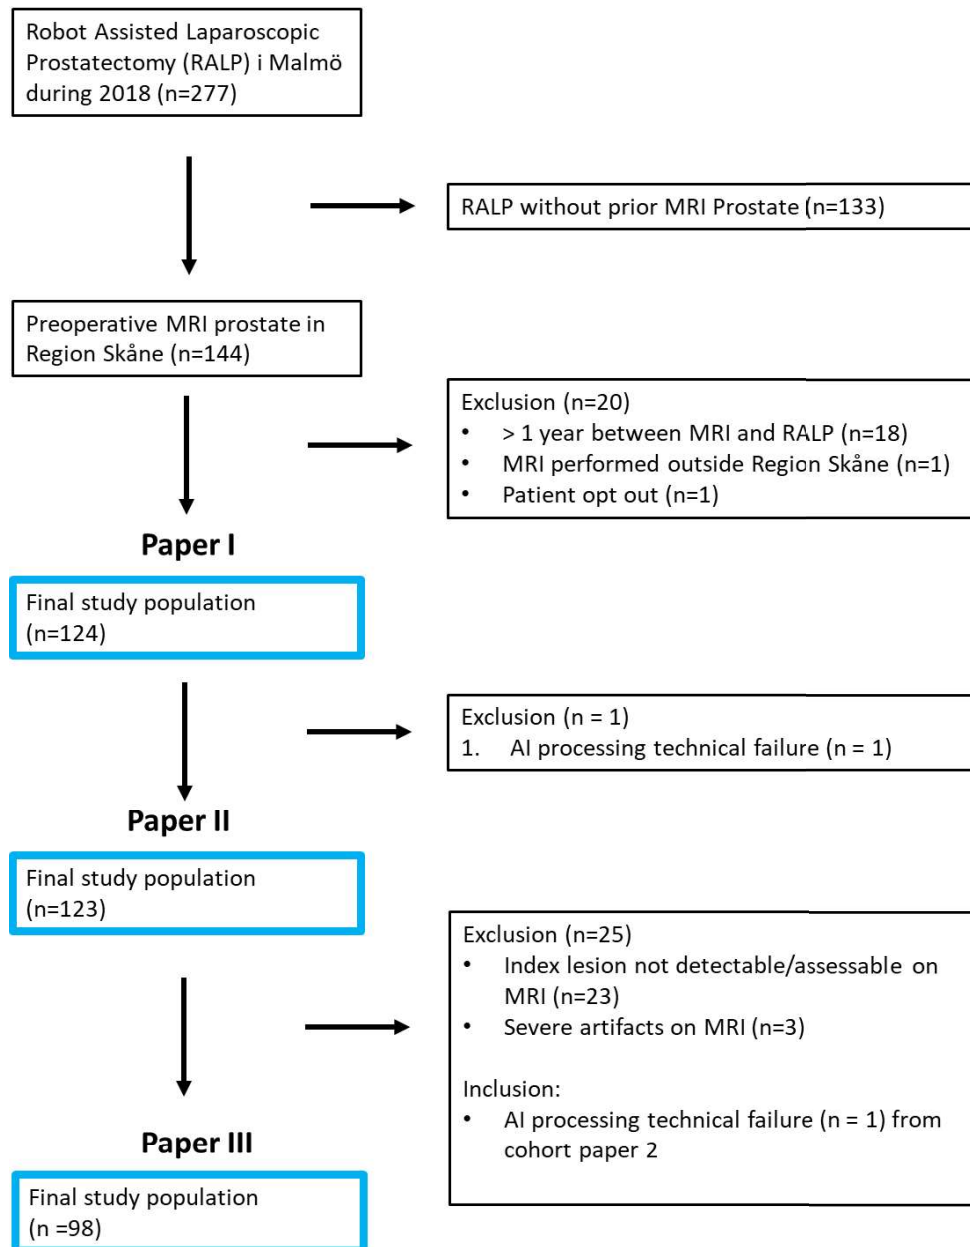 Robot Assisted Laparoscopic
Prostatectomy (RALP) i Malmö
during 2018 (n=277)
RALP without prior MRI Prostate (n=133)
Preoperative MRI prostate in
Region Skåne (n=144)
Exclusion (n=20)
• > 1 year between MRI and RALP (n=18)
• MRI performed outside Region Skåne (n=1)
• Patient opt out (n=1)
Paper I
Final study population
(n=124)
Exclusion (n = 1)
1. AI processing technical failure (n = 1)
Paper II
Final study population
(n=123)
Exclusion (n=25)
• Index lesion not detectable/assessable on
MRI (n=23)
• Severe artifacts on MRI (n=3)
Inclusion:
• AI processing technical failure (n = 1) from
cohort paper 2
Paper III
Final study population
(n =98)